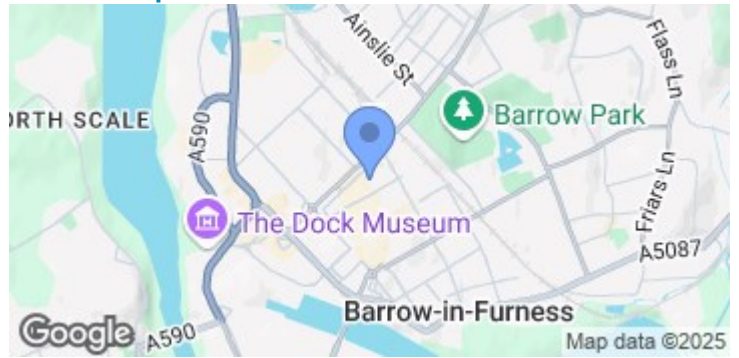 Ainslie St
Flass Ln
ORTH SCALE
A590
Barrow Park
Friars Ln
The Dock Museum
A5087
Barrow-in-Furness
Google
A590
Map data ©2025